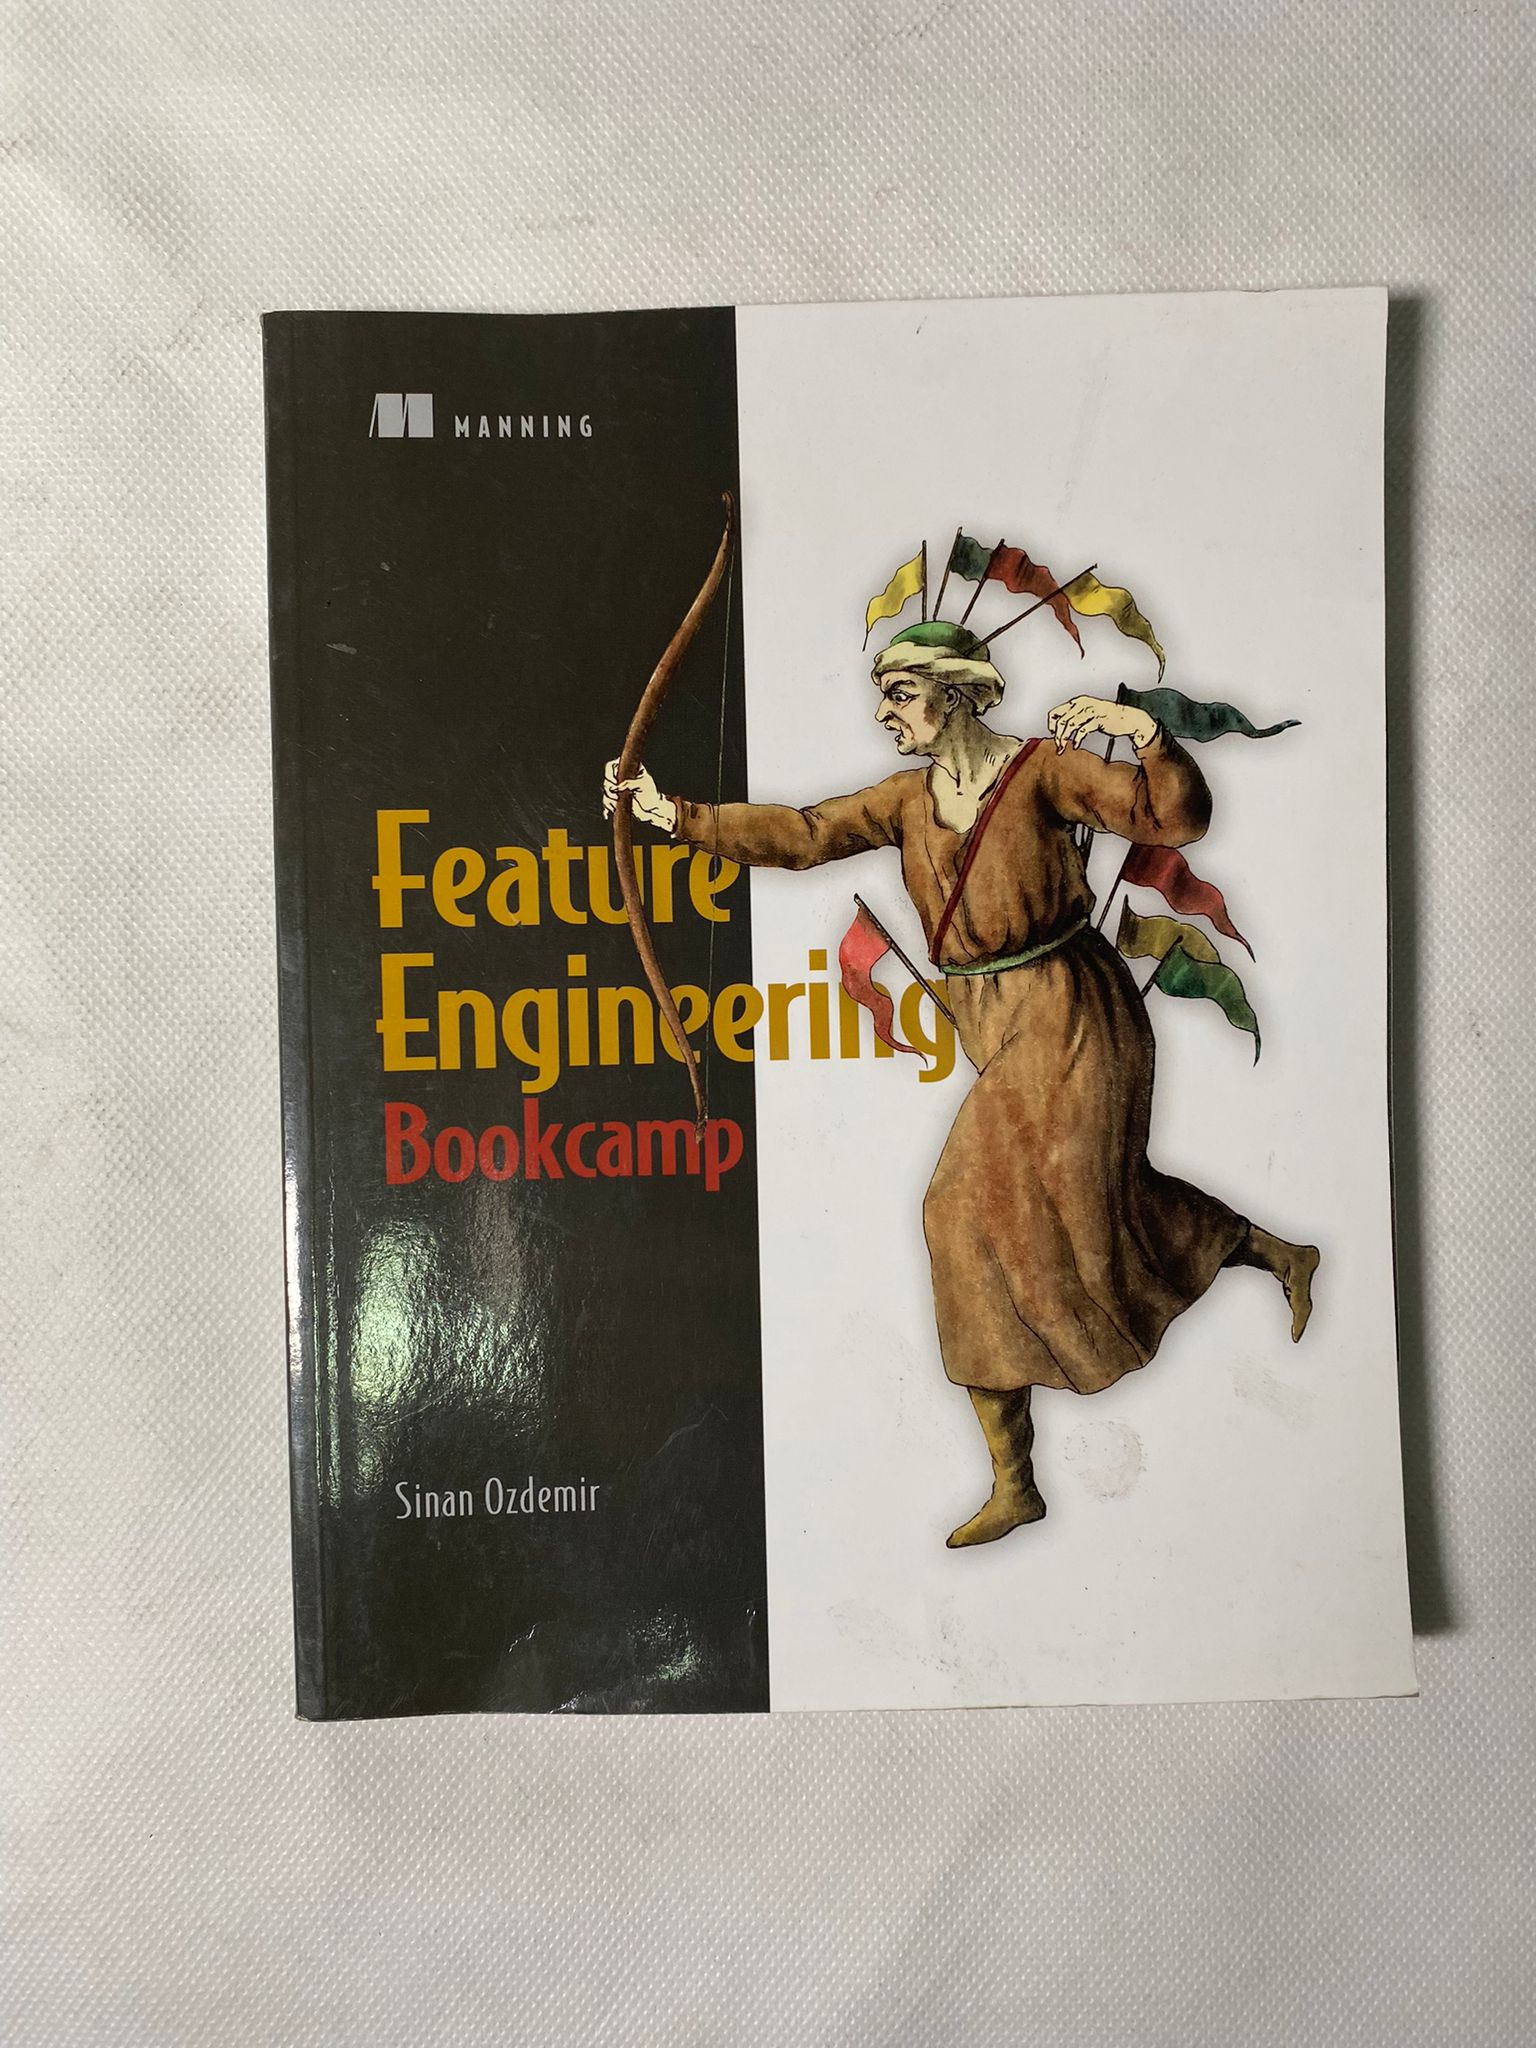 MANNING
Feature
Engineering
Bookcamp
Sinan Ozdemir